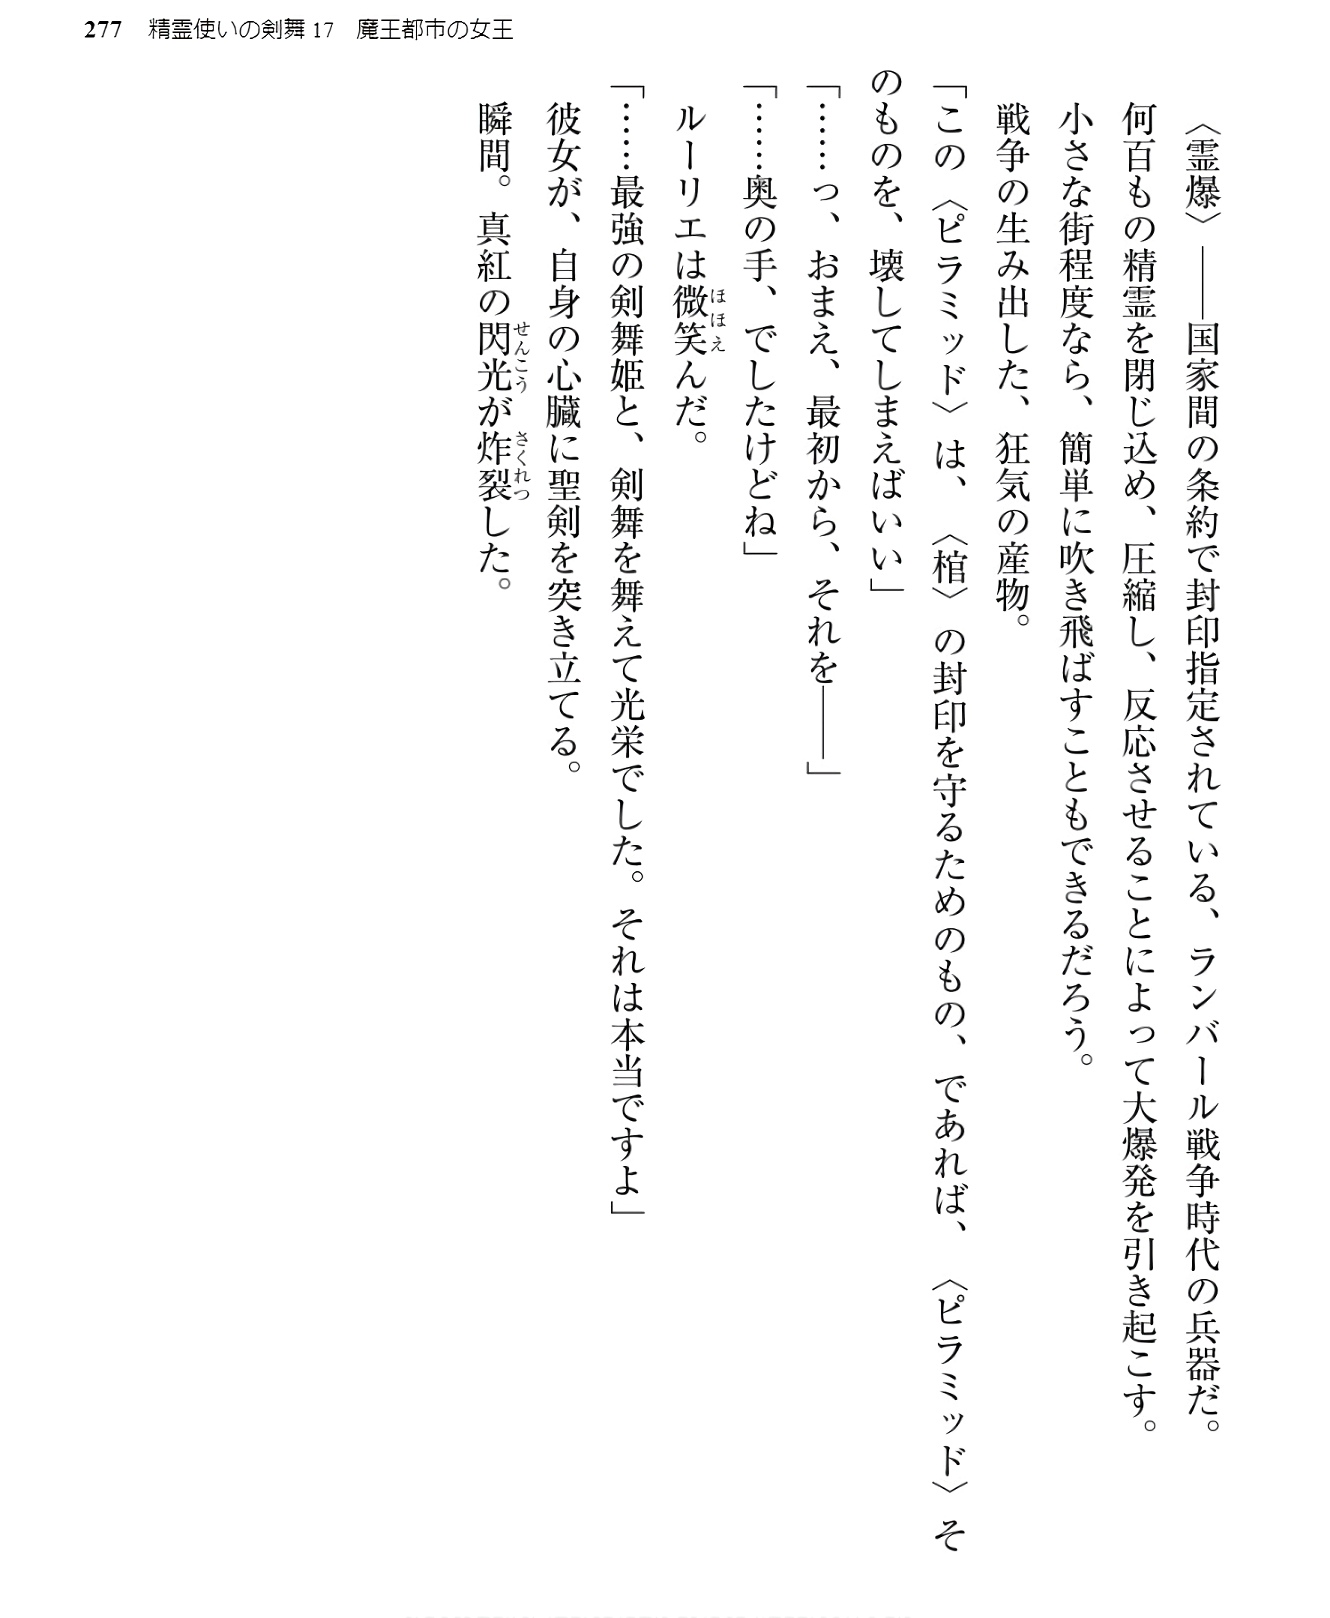 277　精霊使いの剣舞 17　魔王都市の女王
〈霊爆〉――国家間の条約で封印指定されている、ランバール戦争時代の兵器だ。
何百もの精霊を閉じ込め、圧縮し、反応させることによって大爆発を引き起こす。
小さな街程度なら、簡単に吹き飛ばすこともできるだろう。
戦争の生み出した、狂気の産物。
「この〈ピラミッド〉は、〈棺〉の封印を守るためのもの、であれば、〈ピラミッド〉そ
のものを、壊してしまえばいい」
「……っ、おまえ、最初から、それを――」
「……奥の手、でしたけどね」
ルーリエは微笑んだ。
ほほえ
「……最強の剣舞姫と、剣舞を舞えて光栄でした。それは本当ですよ」
彼女が、自身の心臓に聖剣を突き立てる。
瞬間。真紅の閃光が炸裂した。
せんこう　さくれつ